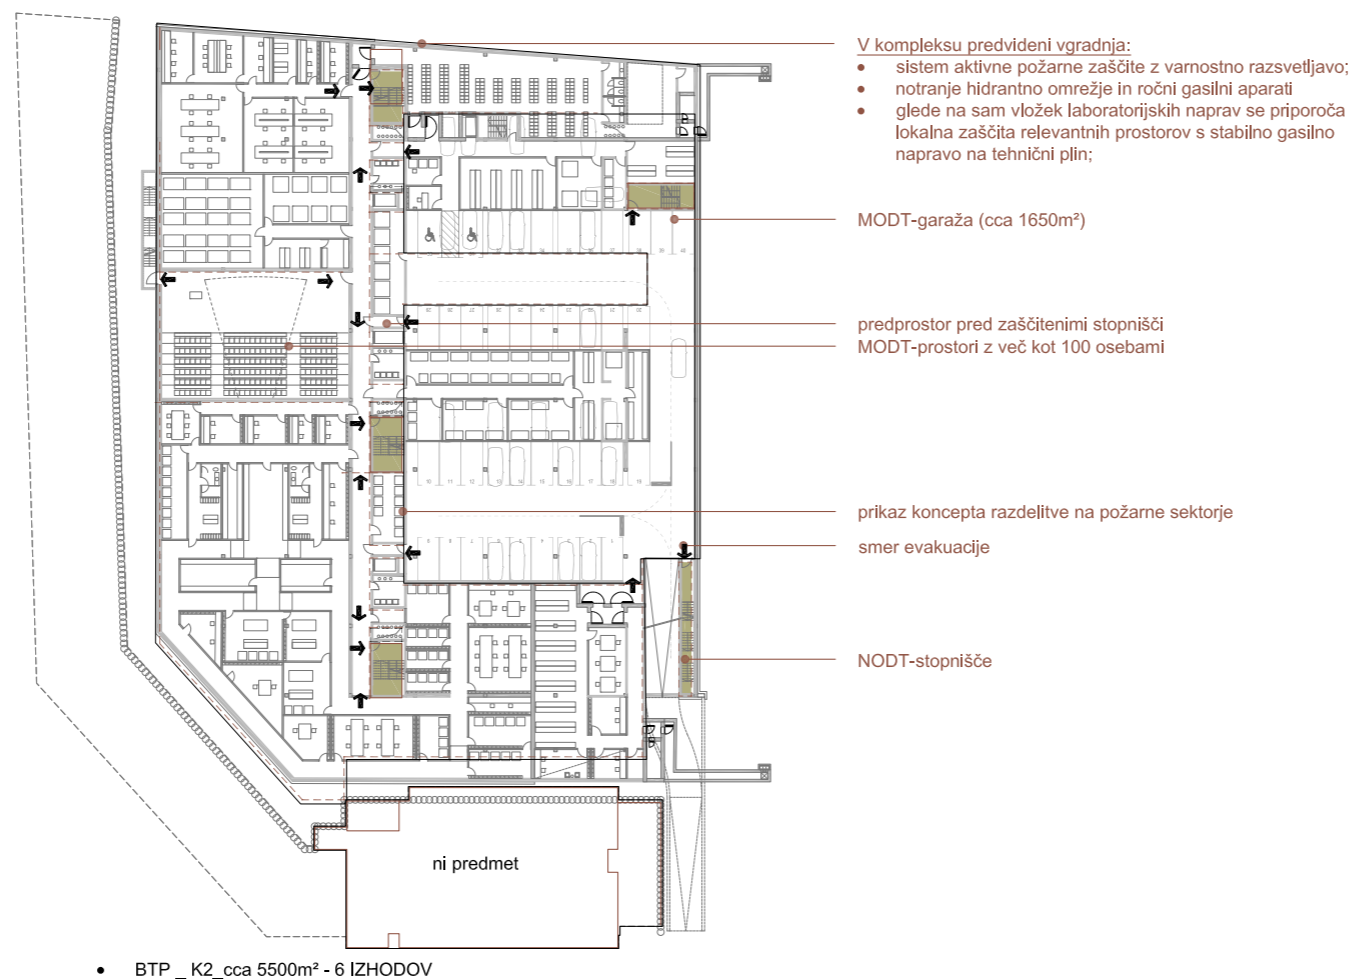 V kompleksu predvideni vgradnja:
• sistem aktivne požarne zaščite z varnostno razsvetljavo;
• notranje hidrantno omrežje in ročni gasilni aparati
• glede na sam vložek laboratorijskih naprav se priporoča
lokalna zaščita relevantnih prostorov s stabilno gasilno
napravo na tehnični plin;
MODT-garaža (cca 1650m²)
predprostor pred zaščitenimi stopnišči
MODT-prostori z več kot 100 osebami
prikaz koncepta razdelitve na požarne sektorje
smer evakuacije
NODT-stopnišče
ni predmet
• BTP _ K2_cca 5500m² - 6 IZHODOV